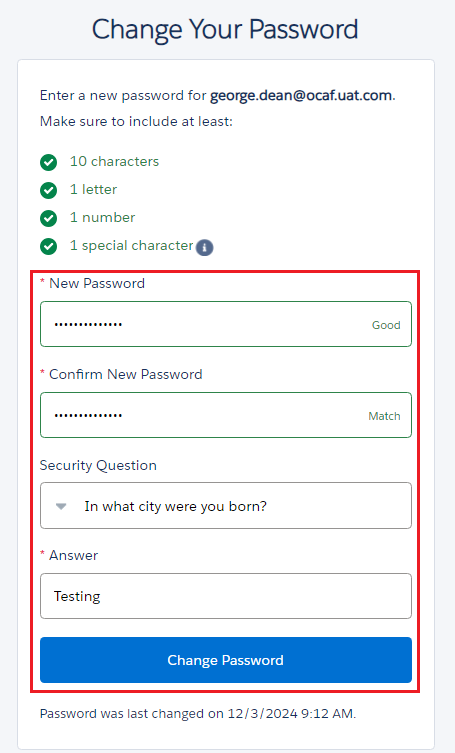 Change Your Password
Enter a new password for george.dean@ocaf.uat.com.
Make sure to include at least:
10 characters
1 letter
1 number
1 special character i
* New Password
•••••••••••••• Good
* Confirm New Password
•••••••••••••• Match
Security Question
In what city were you born?
* Answer
Testing
Change Password
Password was last changed on 12/3/2024 9:12 AM.